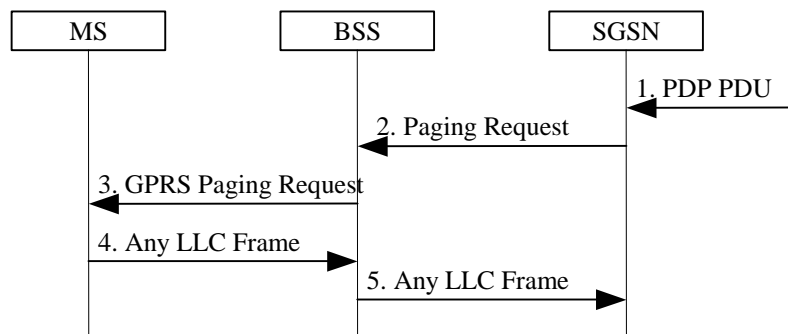 MS
BSS
SGSN
1. PDP PDU
2. Paging Request
3. GPRS Paging Request
4. Any LLC Frame
5. Any LLC Frame